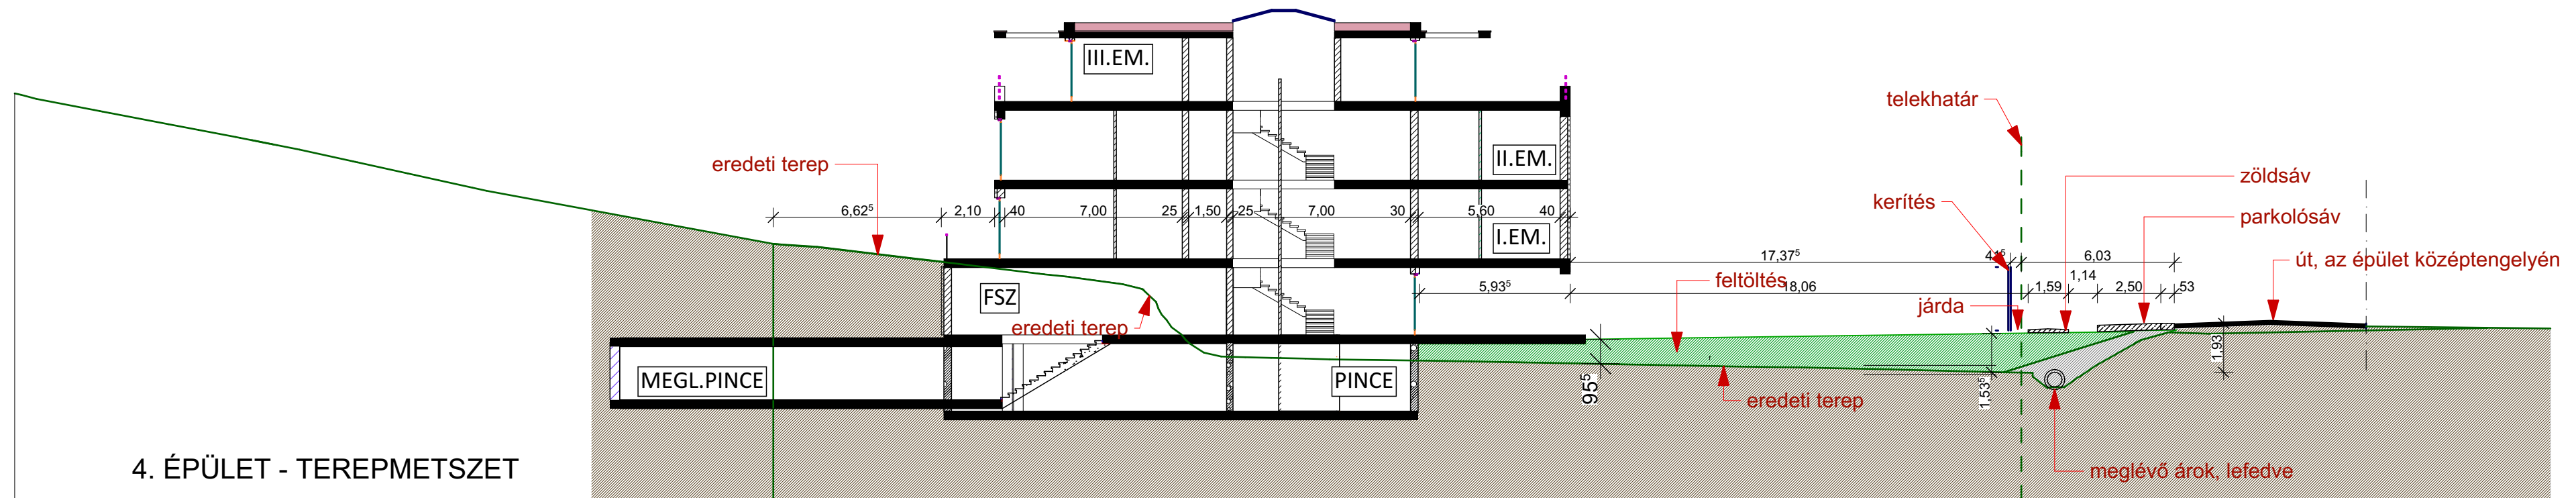 III.EM.
telekhatár
eredeti terep
II.EM.
zöldsáv
kerítés
parkolósáv
6,62⁵ 2,10 40 7,00 25 1,50 25 7,00 30 5,60 40
I.EM.
17,37⁵ 6,03
út, az épület középtengelyén
feltöltés
1,14
FSZ
5,93⁵ 18,06 1,59 2,50 53
járda
eredeti terep
1,93
MEGL.PINCE
PINCE
95⁵
1,53⁵
eredeti terep
4. ÉPÜLET - TEREPMETSZET
meglévő árok, lefedve